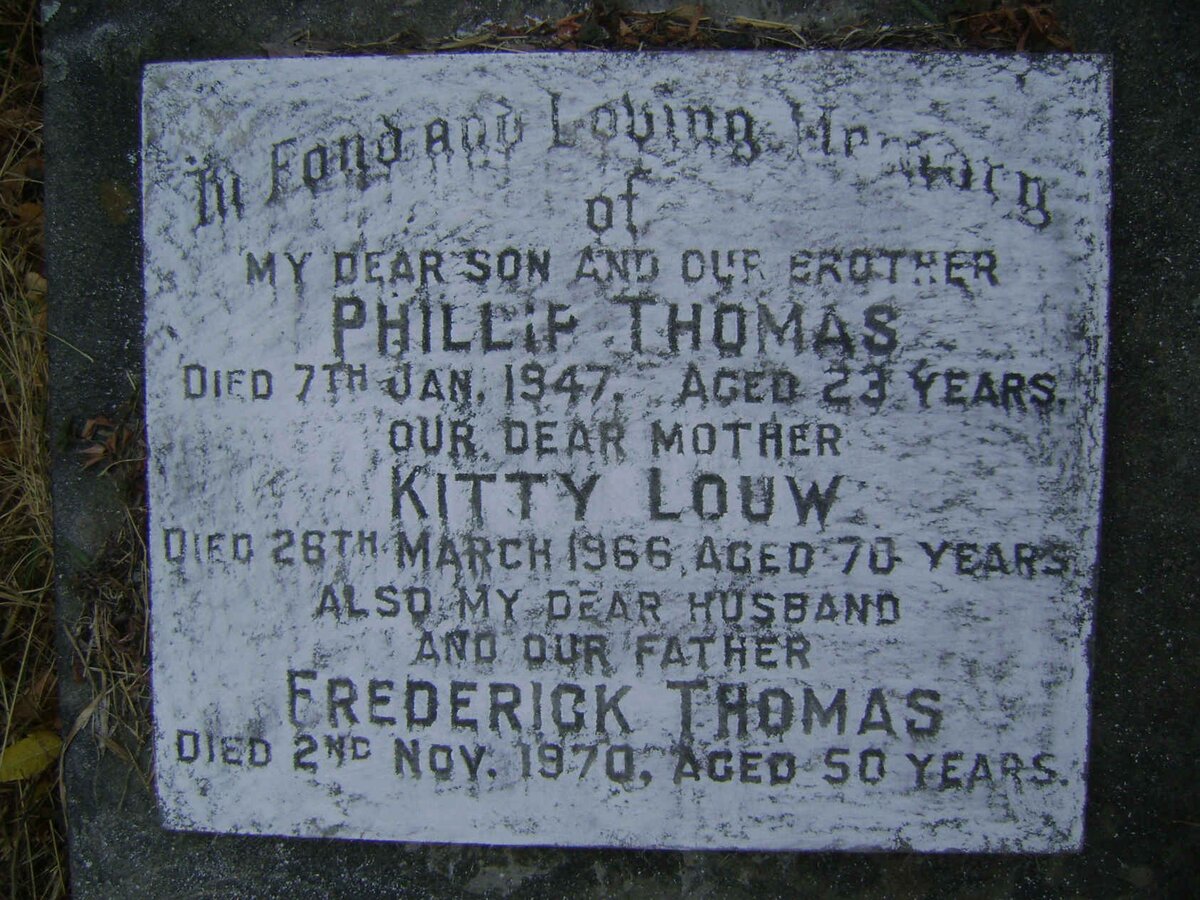 In Fond and Loving Memory
of
MY DEAR SON AND OUR BROTHER
PHILLIP THOMAS
DIED 7TH JAN. 1947. AGED 23 YEARS.
OUR DEAR MOTHER
KITTY LOUW
DIED 26TH MARCH 1966, AGED 70 YEARS
ALSO MY DEAR HUSBAND
AND OUR FATHER
FREDERICK THOMAS
DIED 2ND NOV. 1970, AGED 50 YEARS.